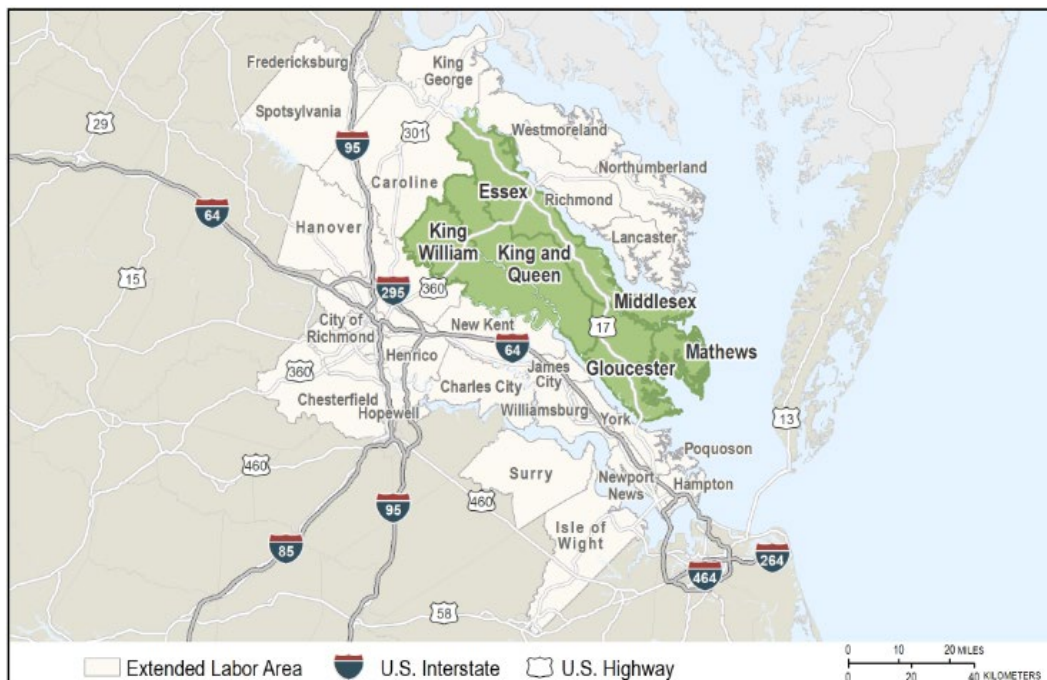 Fredericksburg
King
George
29
Spotsylvania
301
Westmoreland
95
Northumberland
64
Caroline
Essex
Richmond
Hanover
King
William
King and
Queen
Lancaster
15
295
360
Middlesex
City of
Richmond
New Kent
17
64
Mathews
Henrico
James
City
Gloucester
360
Charles City
Chesterfield
Hopewell
Williamsburg
York
13
Poquoson
460
Surry
Newport
News
Hampton
95
460
Isle of
Wight
85
264
464
58
Extended Labor Area
U.S. Interstate
U.S. Highway
0 10 20 MILES
0 20 40 KILOMETERS